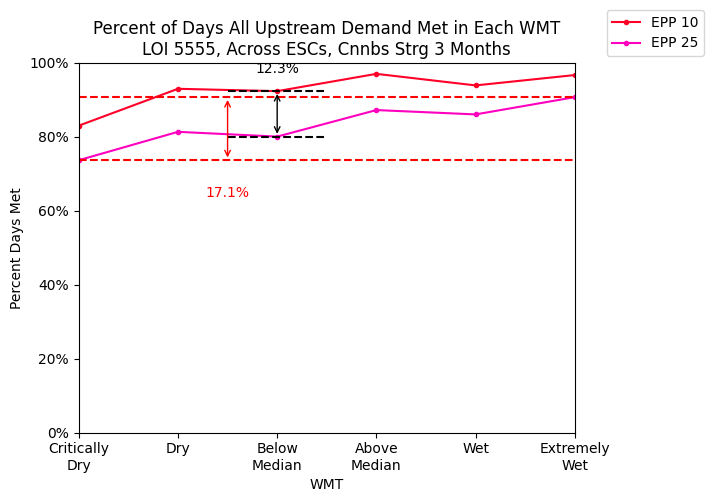 Percent of Days All Upstream Demand Met in Each WMT
LOI 5555, Across ESCs, Cnnbs Strg 3 Months
EPP 10
EPP 25
12.3%
17.1%
100%
80%
60%
40%
20%
0%
Percent Days Met
Critically
Dry
Dry
Below
Median
Above
Median
Wet
Extremely
Wet
WMT